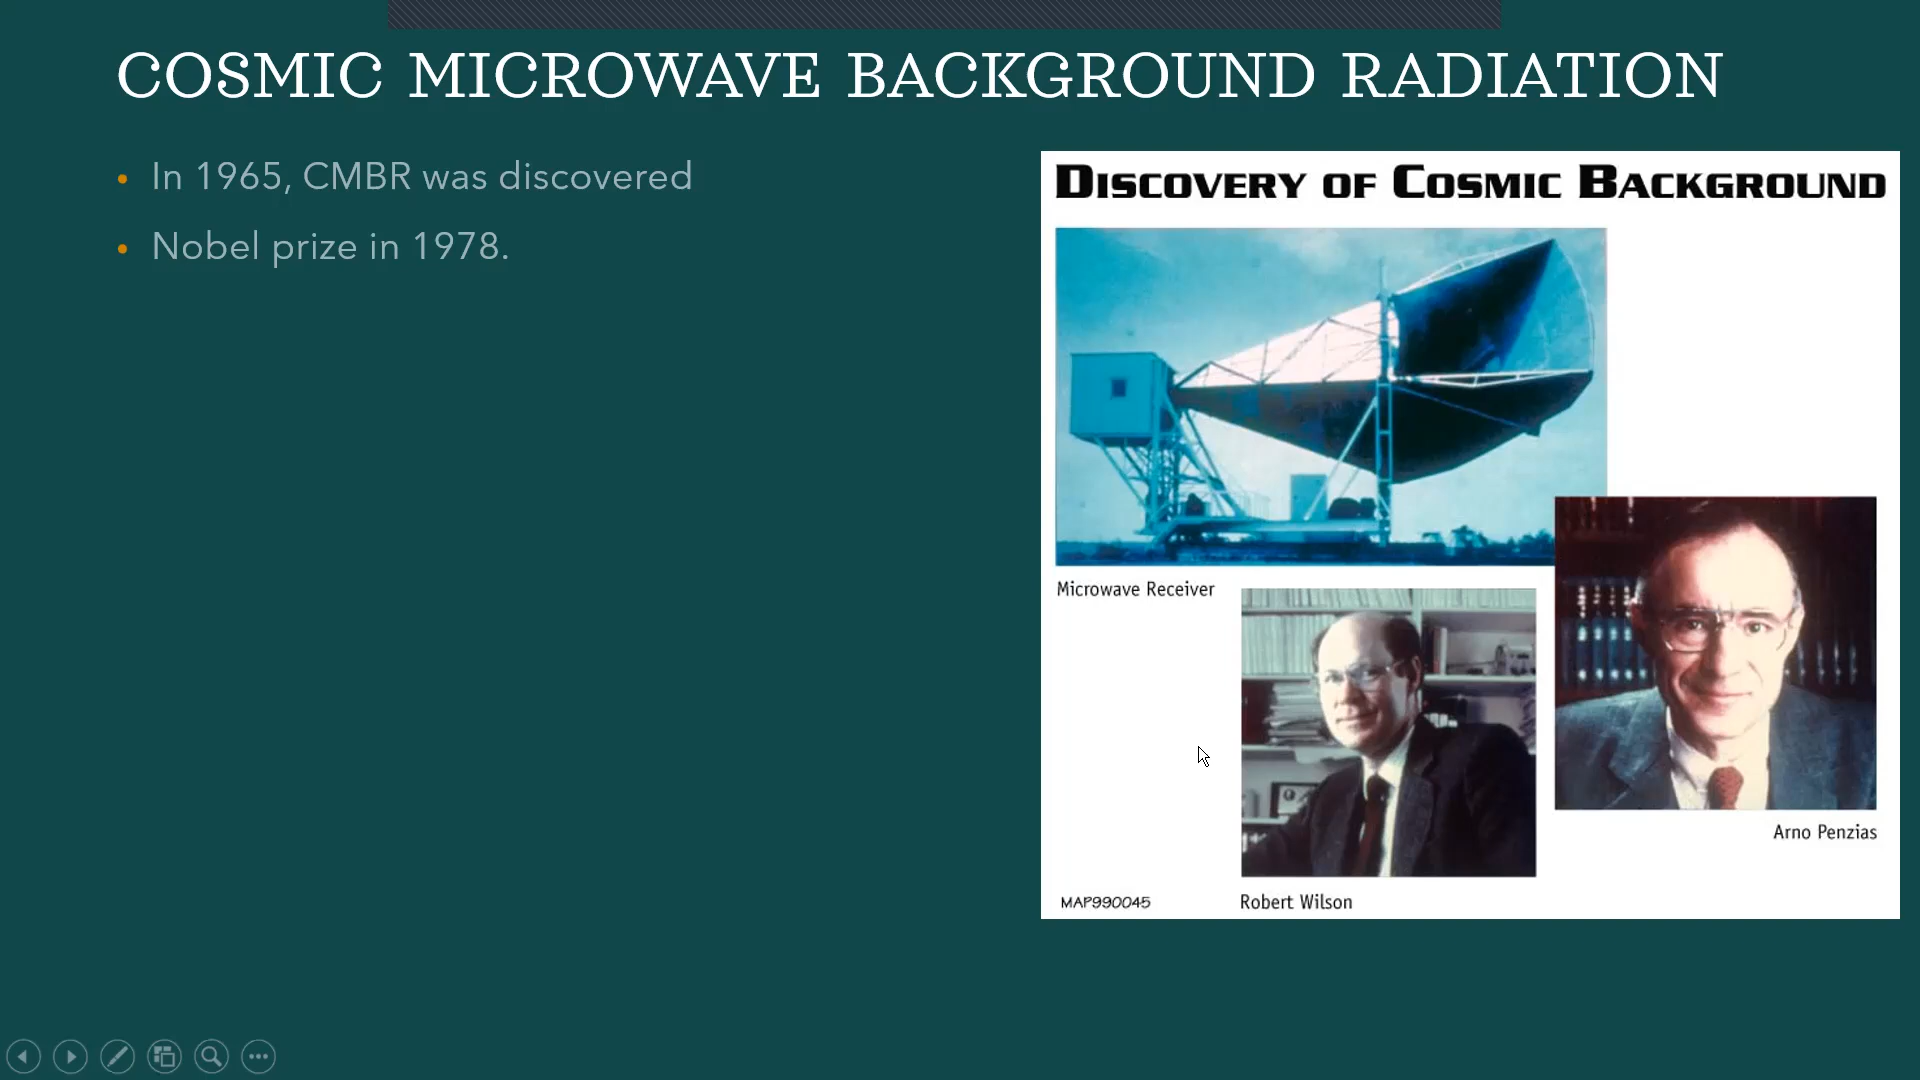 COSMIC MICROWAVE BACKGROUND RADIATION
• In 1965, CMBR was discovered
• Nobel prize in 1978.
DISCOVERY OF COSMIC BACKGROUND
Microwave Receiver
Arno Penzias
MAP990045
Robert Wilson